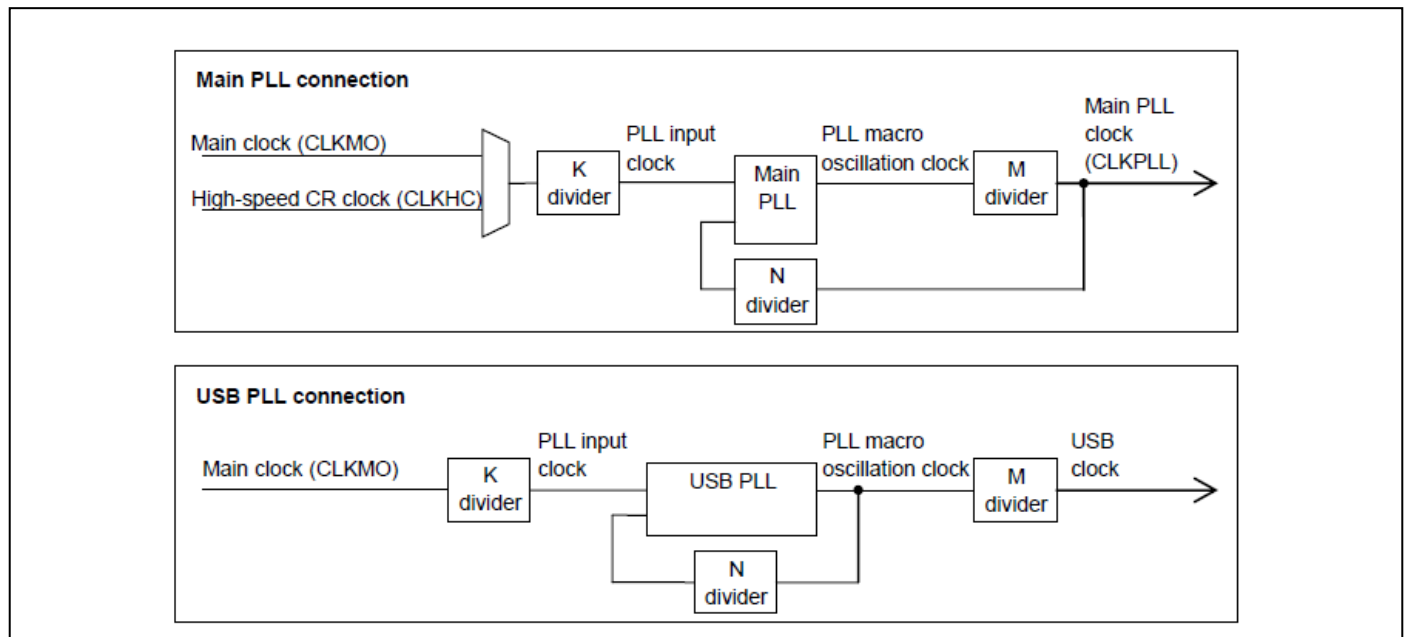 Main PLL connection
Main clock (CLKMO)
High-speed CR clock (CLKHC)
K
divider
PLL input
clock
Main
PLL
PLL macro
oscillation clock
M
divider
Main PLL
clock
(CLKPLL)
N
divider
USB PLL connection
Main clock (CLKMO)
K
divider
PLL input
clock
USB PLL
PLL macro
oscillation clock
M
divider
USB
clock
N
divider